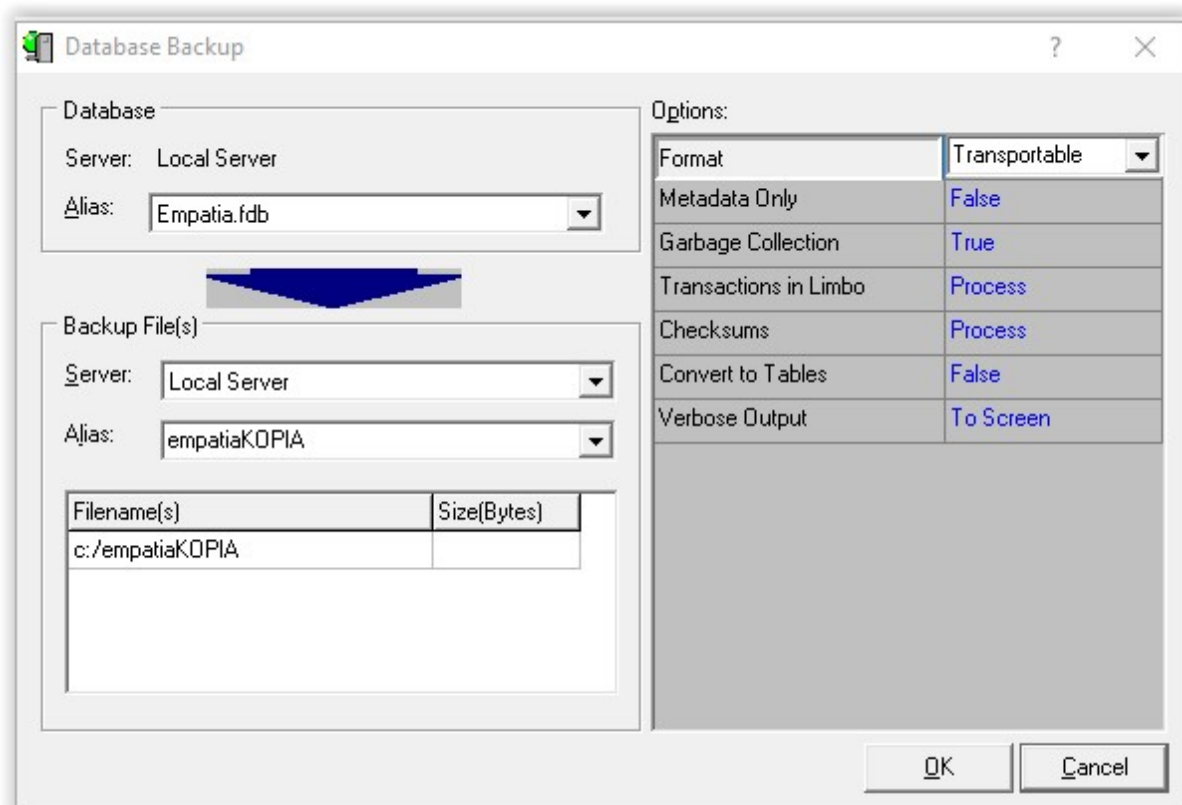 Database Backup
Database
Server: Local Server
Alias: Empatia.fdb
Backup File(s)
Server: Local Server
Alias: empatiaKOPIA
Filename(s) Size(Bytes)
c:/empatiaKOPIA
Options:
Format Transportable
Metadata Only False
Garbage Collection True
Transactions in Limbo Process
Checksums Process
Convert to Tables False
Verbose Output To Screen
OK Cancel